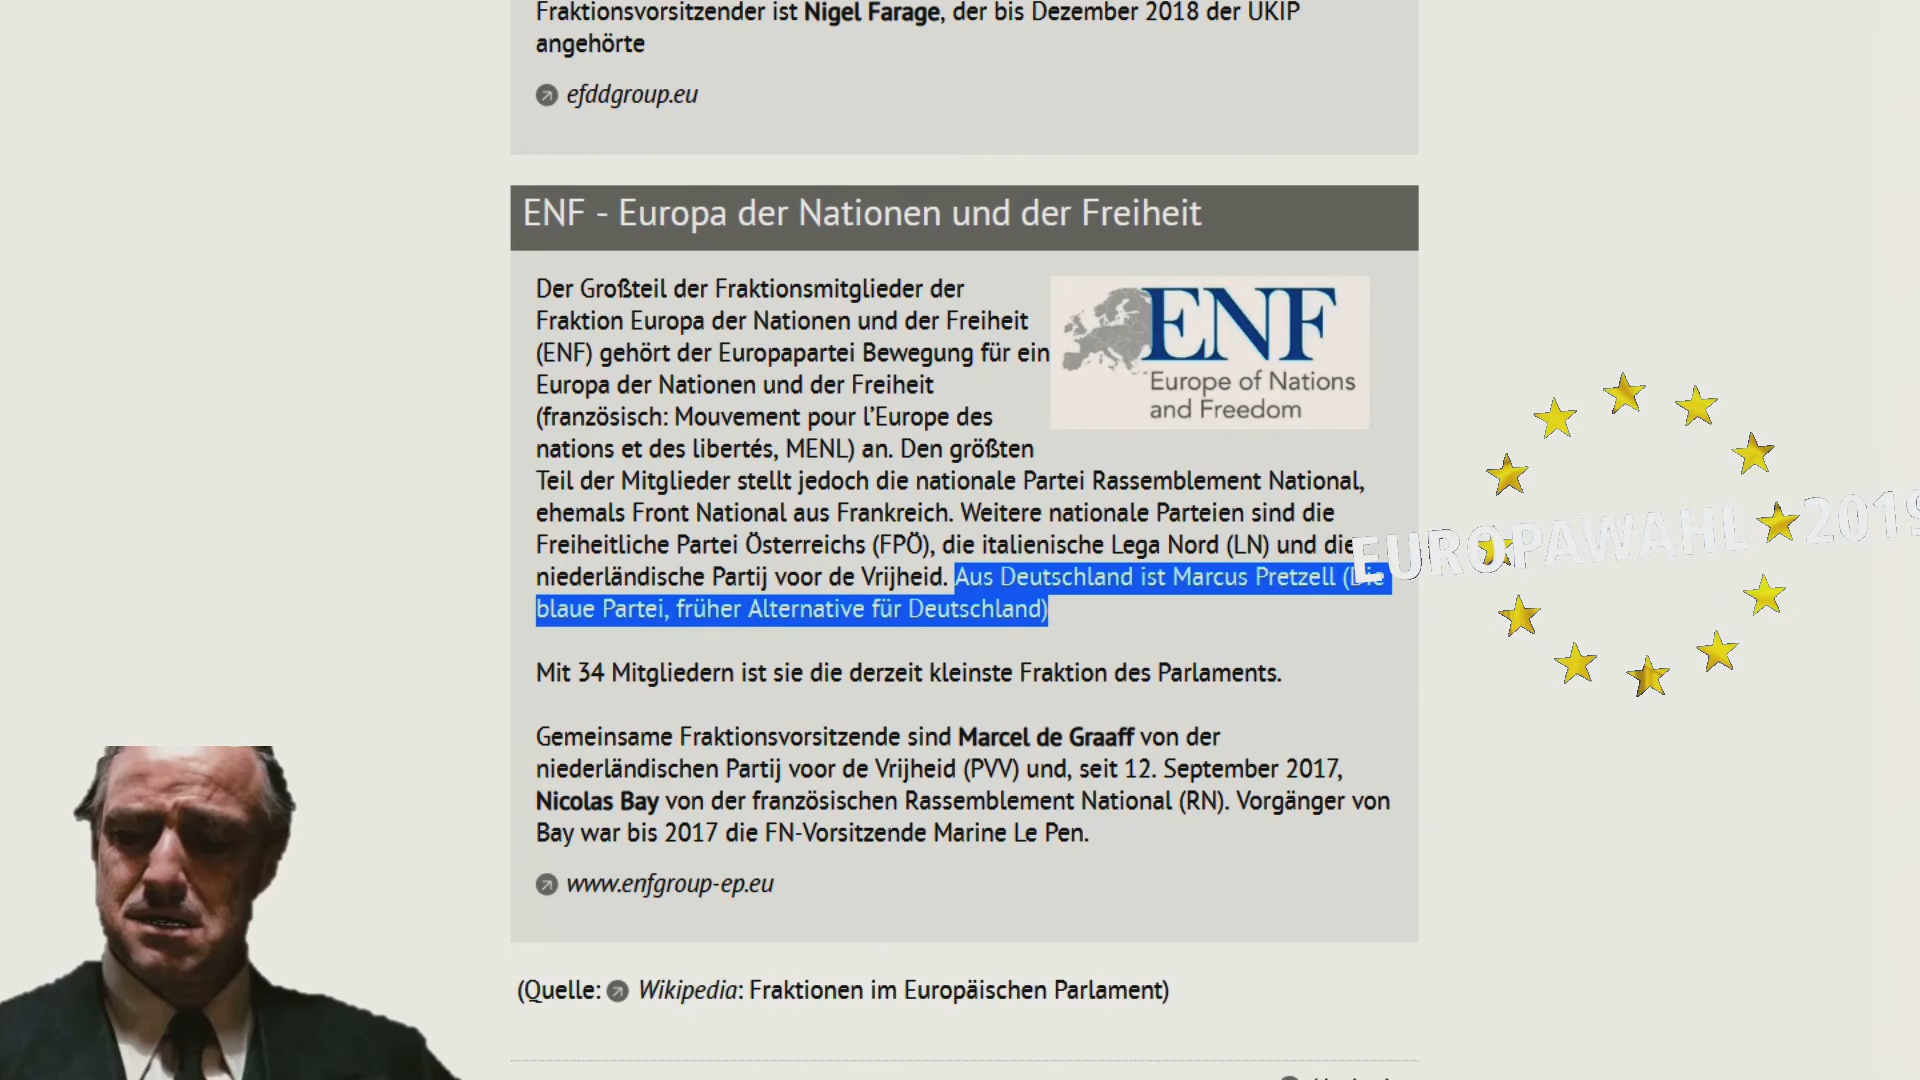 Fraktionsvorsitzender ist Nigel Farage, der bis Dezember 2018 der UKIP
angehörte
efddgroup.eu
ENF - Europa der Nationen und der Freiheit
Der Großteil der Fraktionsmitglieder der
Fraktion Europa der Nationen und der Freiheit
(ENF) gehört der Europapartei Bewegung für ein
Europa der Nationen und der Freiheit
(französisch: Mouvement pour l'Europe des
nations et des libertés, MENL) an. Den größten
Teil der Mitglieder stellt jedoch die nationale Partei Rassemblement National,
ehemals Front National aus Frankreich. Weitere nationale Parteien sind die
Freiheitliche Partei Österreichs (FPÖ), die italienische Lega Nord (LN) und die
niederländische Partij voor de Vrijheid. Aus Deutschland ist Marcus Pretzell (Die
blaue Partei, früher Alternative für Deutschland)
ENF
Europe of Nations
and Freedom
Mit 34 Mitgliedern ist sie die derzeit kleinste Fraktion des Parlaments.
Gemeinsame Fraktionsvorsitzende sind Marcel de Graaff von der
niederländischen Partij voor de Vrijheid (PVV) und, seit 12. September 2017,
Nicolas Bay von der französischen Rassemblement National (RN). Vorgänger von
Bay war bis 2017 die FN-Vorsitzende Marine Le Pen.
www.enfgroup-ep.eu
(Quelle: Wikipedia: Fraktionen im Europäischen Parlament)
EUROPAWAHL 2019